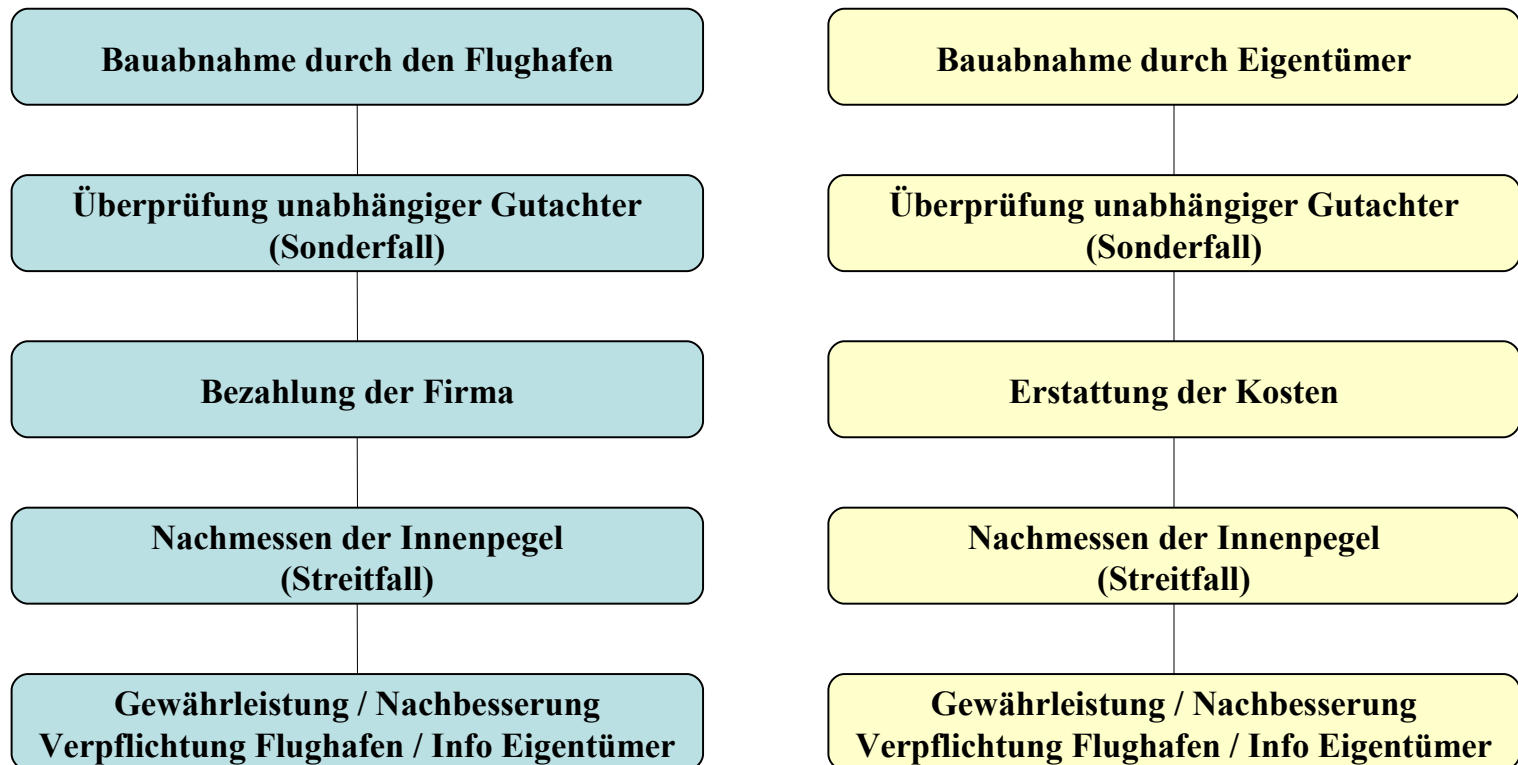 Bauabnahme durch den Flughafen
Bauabnahme durch Eigentümer
Überprüfung unabhängiger Gutachter
(Sonderfall)
Überprüfung unabhängiger Gutachter
(Sonderfall)
Bezahlung der Firma
Erstattung der Kosten
Nachmessen der Innenpegel
(Streitfall)
Nachmessen der Innenpegel
(Streitfall)
Gewährleistung / Nachbesserung
Verpflichtung Flughafen / Info Eigentümer
Gewährleistung / Nachbesserung
Verpflichtung Flughafen / Info Eigentümer